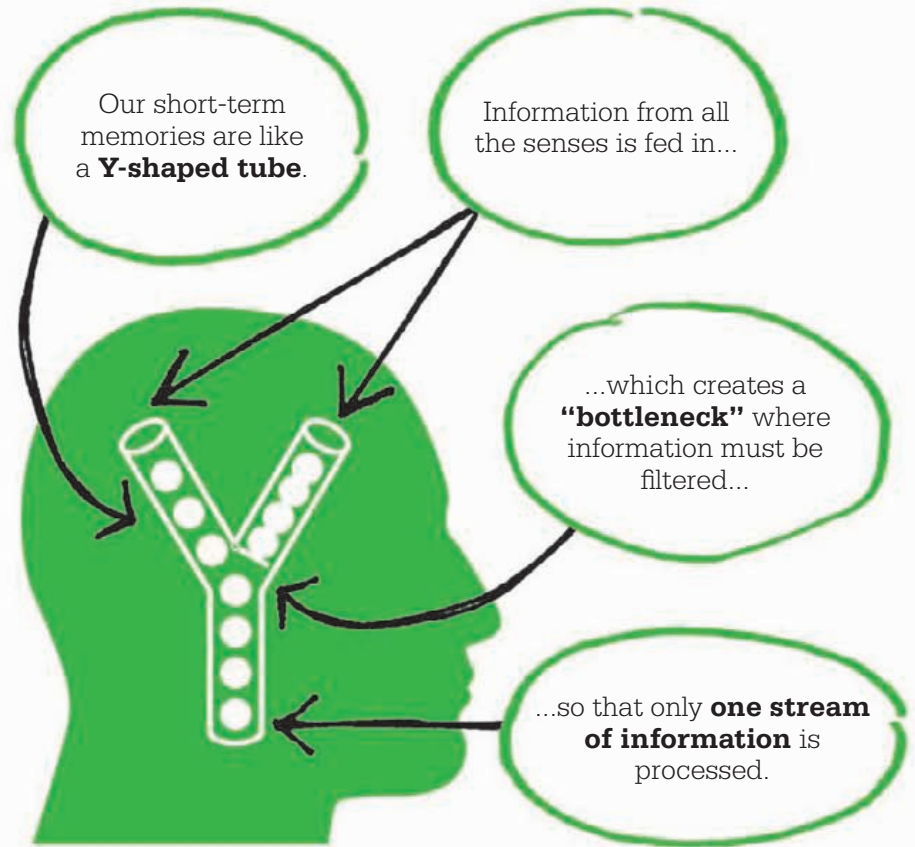 Our short-term
memories are like
a Y-shaped tube.
Information from all
the senses is fed in...
...which creates a
“bottleneck” where
information must be
filtered...
...so that only one stream
of information is
processed.